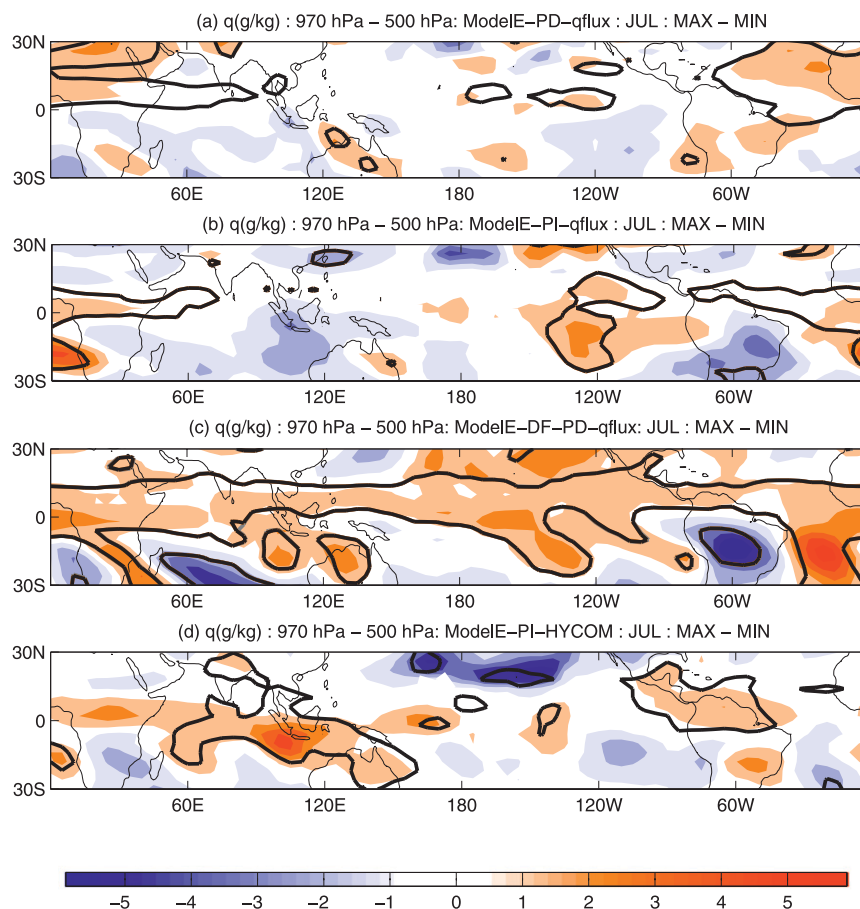 (a) q(g/kg) : 970 hPa − 500 hPa: ModelE−PD−qflux : JUL : MAX − MIN
30N
0
30S
60E 120E 180 120W 60W
(b) q(g/kg) : 970 hPa − 500 hPa: ModelE−PI−qflux : JUL : MAX − MIN
30N
0
30S
60E 120E 180 120W 60W
(c) q(g/kg) : 970 hPa − 500 hPa: ModelE−DF−PD−qflux: JUL : MAX − MIN
30N
0
30S
60E 120E 180 120W 60W
(d) q(g/kg) : 970 hPa − 500 hPa: ModelE−PI−HYCOM : JUL : MAX − MIN
30N
0
30S
60E 120E 180 120W 60W
−5 −4 −3 −2 −1 0 1 2 3 4 5